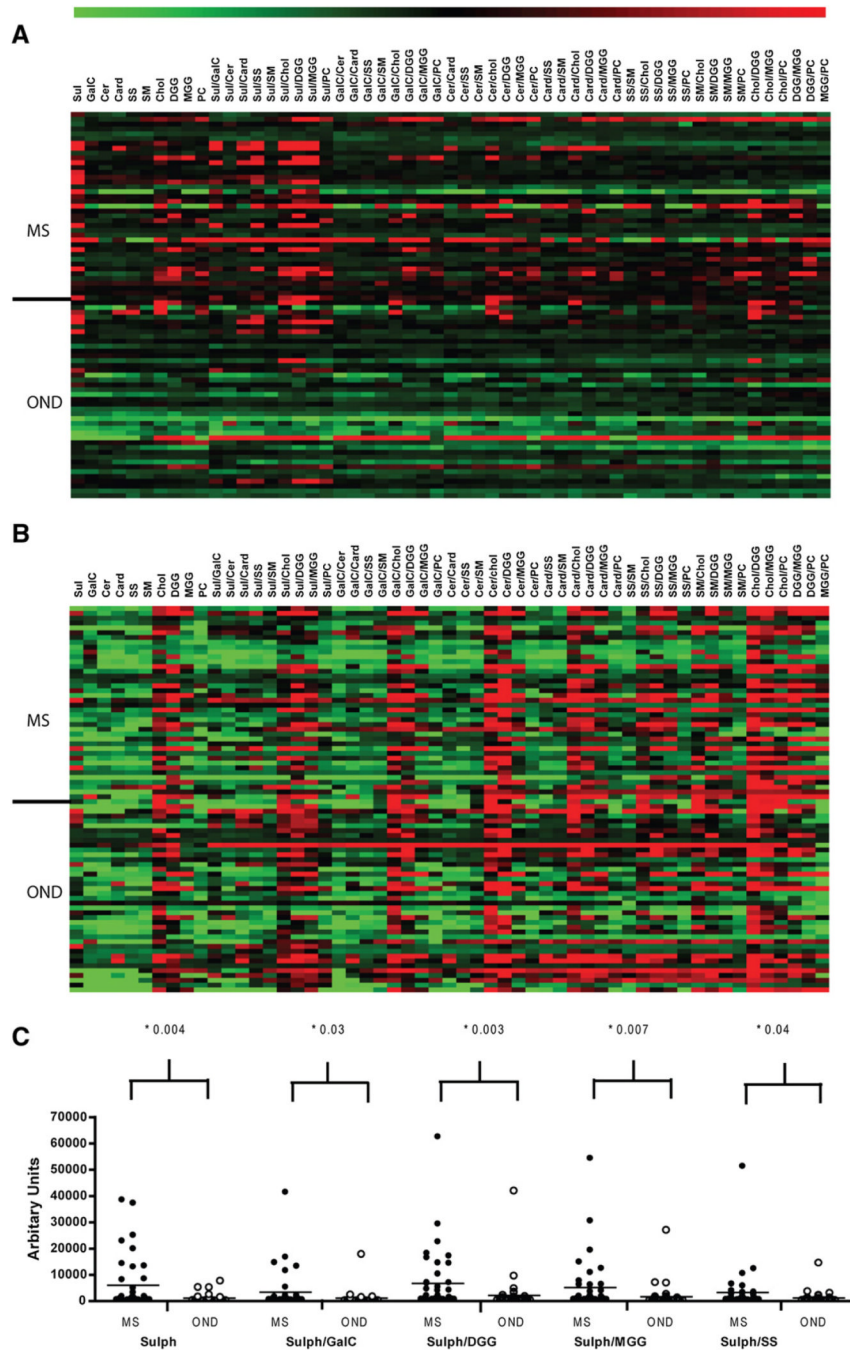 A
Sul
GalC
Cer
Card
SS
SM
Chol
DGG
MGG
PC
Sul/GalC
Sul/Cer
Sul/Card
Sul/SS
Sul/SM
Sul/Chol
Sul/DGG
Sul/MGG
Sul/PC
GalC/Cer
GalC/Card
GalC/SS
GalC/SM
GalC/Chol
GalC/DGG
GalC/MGG
GalC/PC
Cer/Card
Cer/SS
Cer/SM
Cer/chol
Cer/DGG
Cer/MGG
Cer/PC
Card/SS
Card/SM
Card/Chol
Card/DGG
Card/MGG
Card/PC
SS/SM
SS/Chol
SS/DGG
SS/MGG
SS/PC
SM/Chol
SM/DGG
SM/MGG
SM/PC
Chol/DGG
Chol/MGG
Chol/PC
DGG/MGG
DGG/PC
MGG/PC
MS
OND
B
Sul
GalC
Cer
Card
SS
SM
Chol
DGG
MGG
PC
Sul/GalC
Sul/Cer
Sul/Card
Sul/SS
Sul/SM
Sul/Chol
Sul/DGG
Sul/MGG
Sul/PC
GalC/Cer
GalC/Card
GalC/SS
GalC/SM
GalC/Chol
GalC/DGG
GalC/MGG
GalC/PC
Cer/Card
Cer/SS
Cer/SM
Cer/chol
Cer/DGG
Cer/MGG
Cer/PC
Card/SS
Card/SM
Card/Chol
Card/DGG
Card/MGG
Card/PC
SS/SM
SS/Chol
SS/DGG
SS/MGG
SS/PC
SM/Chol
SM/DGG
SM/MGG
SM/PC
Chol/DGG
Chol/MGG
Chol/PC
DGG/MGG
DGG/PC
MGG/PC
MS
OND
C
* 0.004 * 0.03 * 0.003 * 0.007 * 0.04
Arbitary Units
70000
60000
50000
40000
30000
20000
10000
0
MS OND MS OND MS OND MS OND MS OND
Sulph Sulph/GalC Sulph/DGG Sulph/MGG Sulph/SS